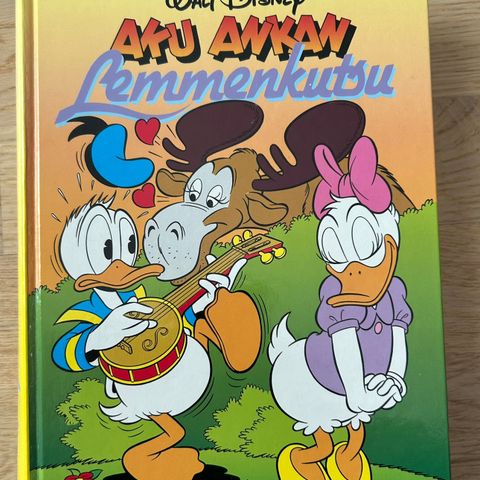 WALT DISNEY
AKU ANKAN
Lemmenkutsu